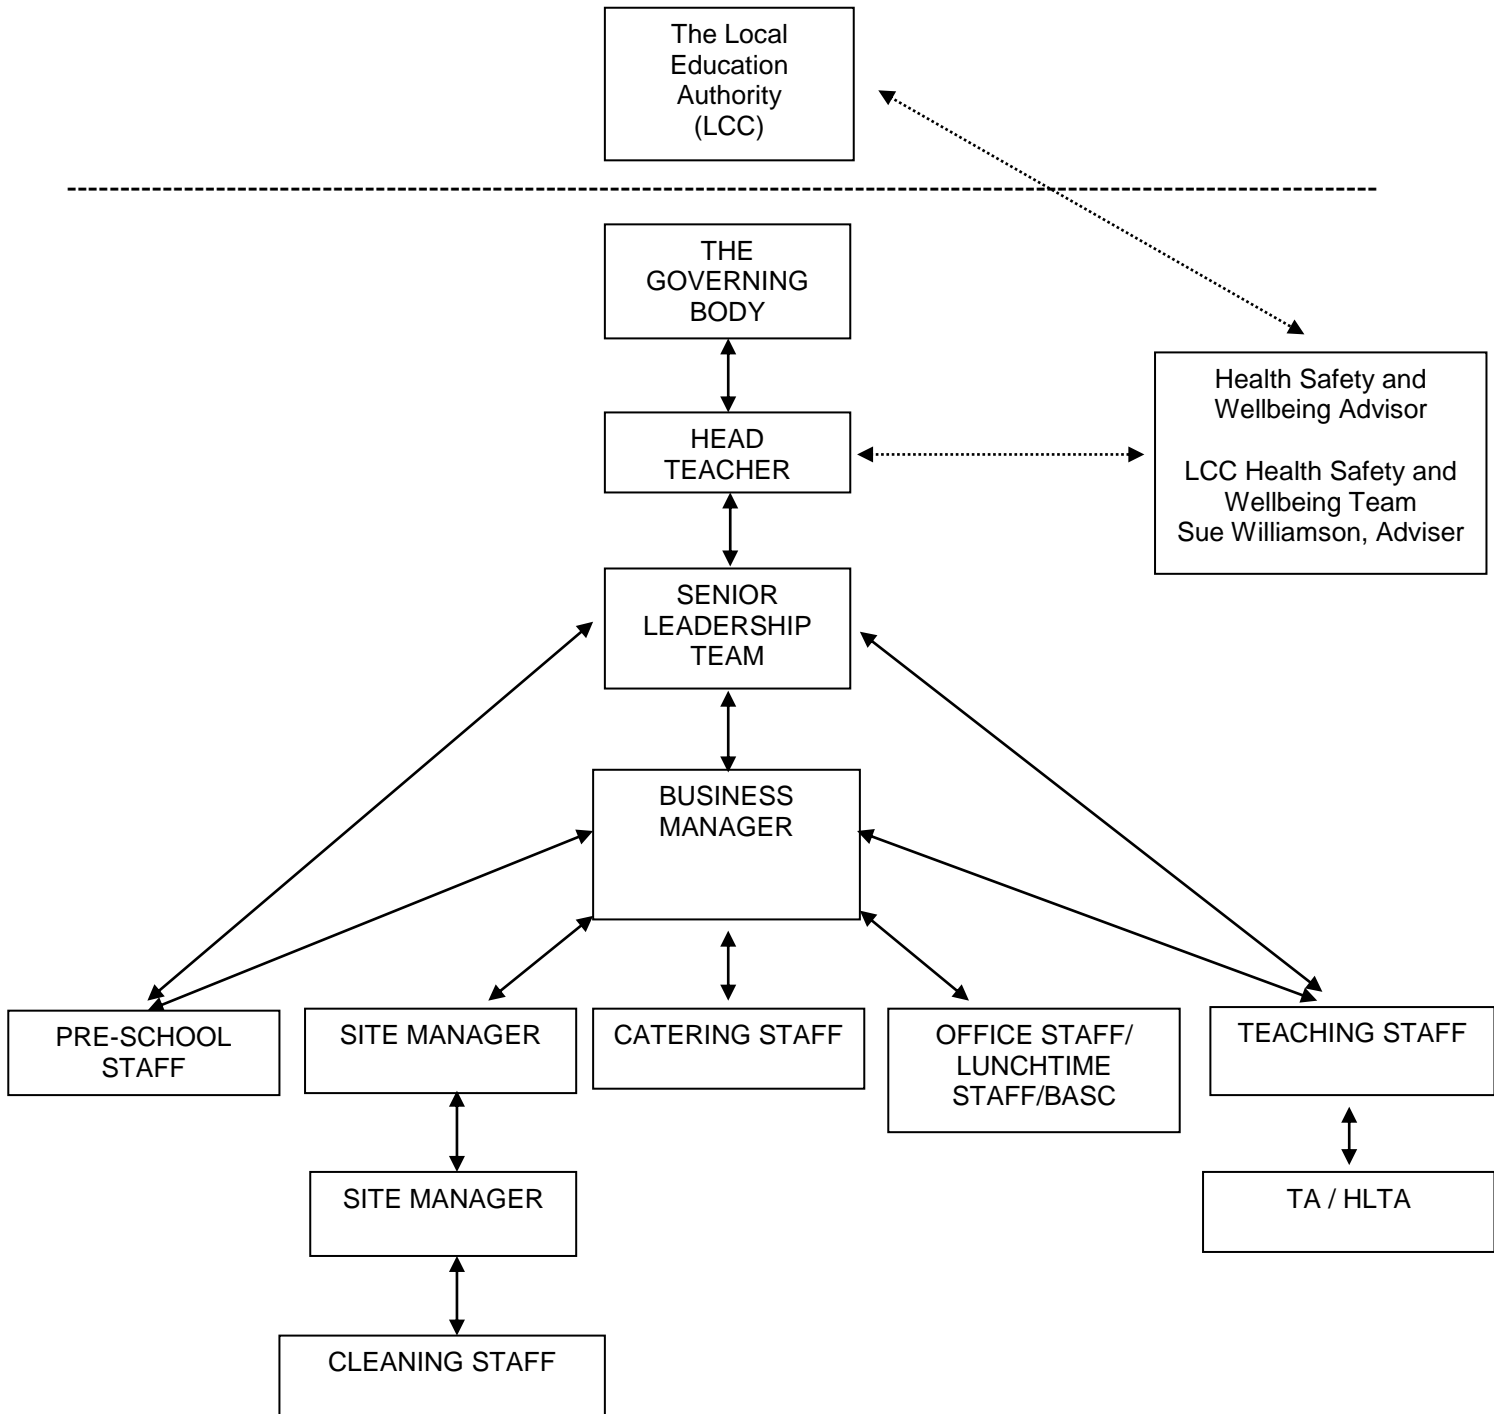 The Local
Education
Authority
(LCC)
THE
GOVERNING
BODY
HEAD
TEACHER
Health Safety and
Wellbeing Advisor
LCC Health Safety and
Wellbeing Team
Sue Williamson, Adviser
SENIOR
LEADERSHIP
TEAM
BUSINESS
MANAGER
PRE-SCHOOL
STAFF
SITE MANAGER
CATERING STAFF
OFFICE STAFF/
LUNCHTIME
STAFF/BASC
TEACHING STAFF
SITE MANAGER
TA / HLTA
CLEANING STAFF